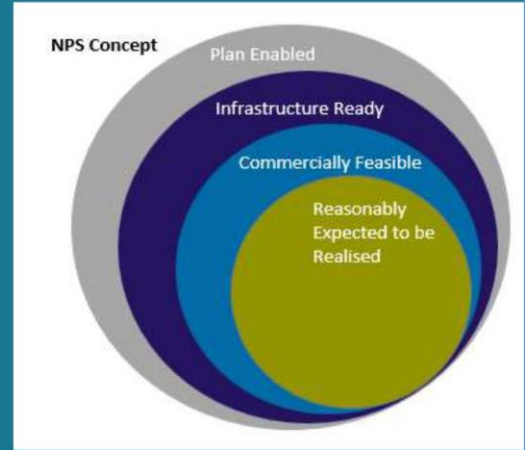 NPS Concept
Plan Enabled
Infrastructure Ready
Commercially Feasible
Reasonably
Expected to be
Realised